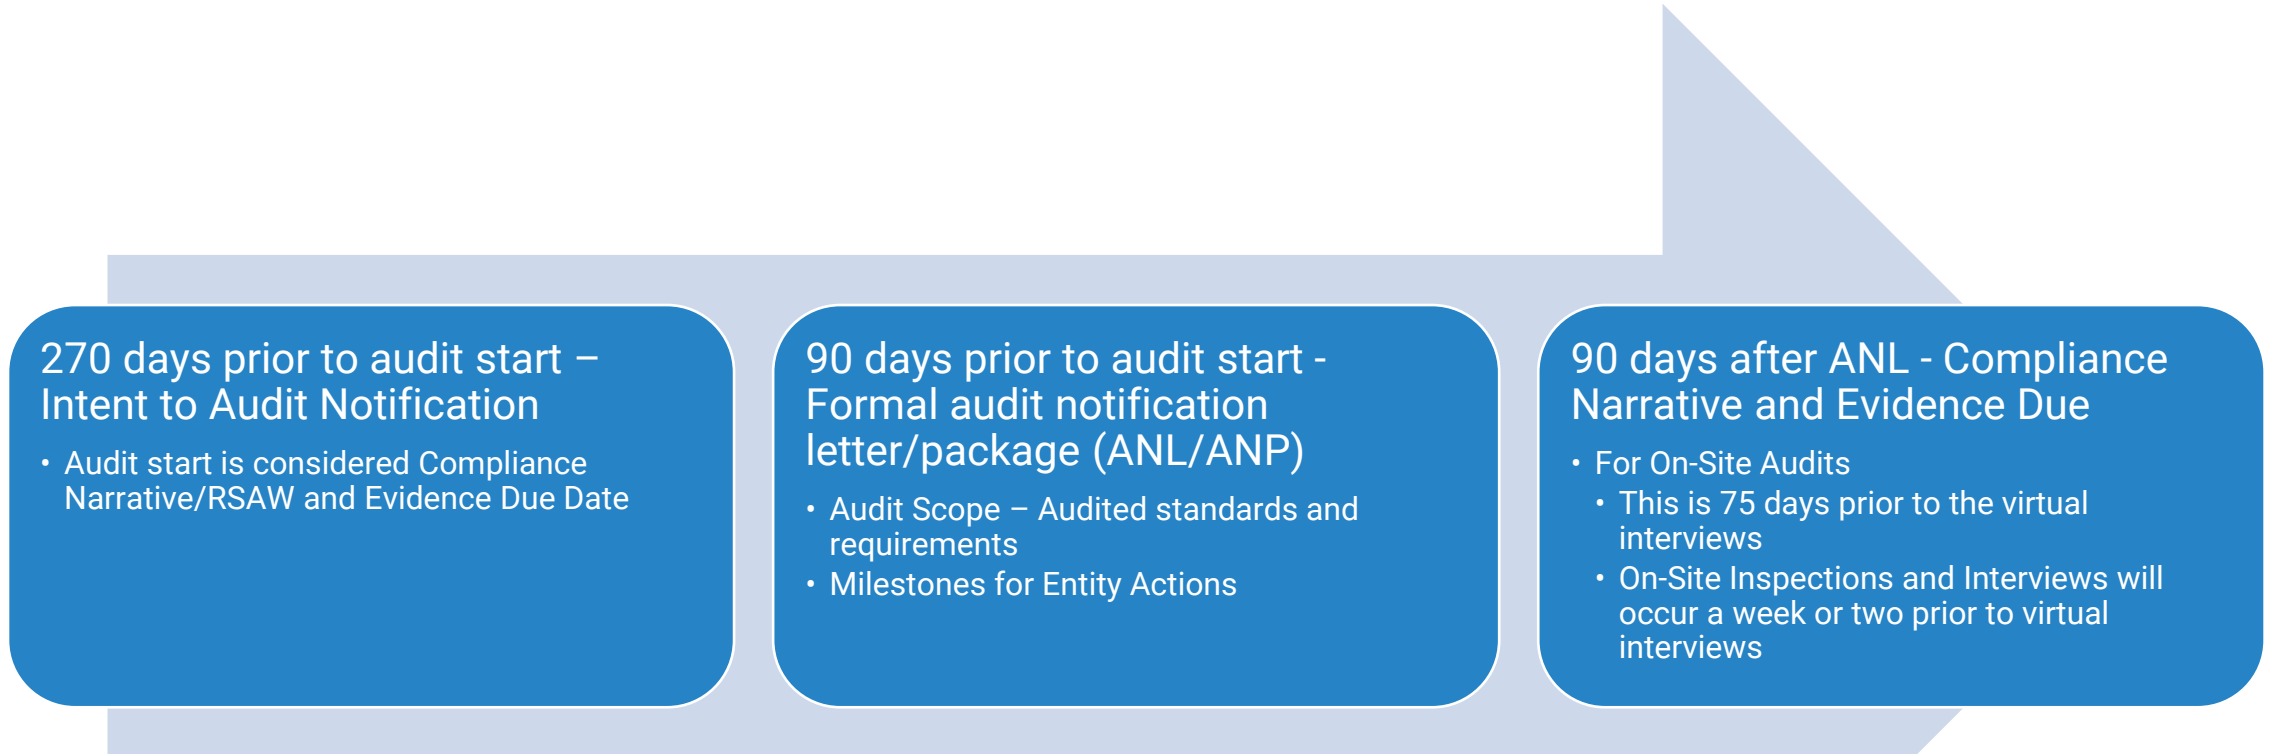 270 days prior to audit start –
Intent to Audit Notification
• Audit start is considered Compliance
Narrative/RSAW and Evidence Due Date
90 days prior to audit start -
Formal audit notification
letter/package (ANL/ANP)
• Audit Scope – Audited standards and
requirements
• Milestones for Entity Actions
90 days after ANL - Compliance
Narrative and Evidence Due
• For On-Site Audits
• This is 75 days prior to the virtual
interviews
• On-Site Inspections and Interviews will
occur a week or two prior to virtual
interviews